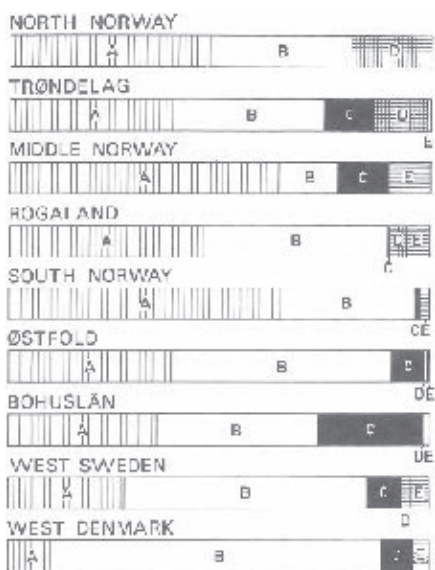 NORTH NORWAY
A B D
TRØNDELAG
A B C D
E
MIDDLE NORWAY
A B C E
ROGALAND
A B D E
C
SOUTH NORWAY
A B
C E
ØSTFOLD
A B C
D E
BOHUSLÄN
A B C
D E
WEST SWEDEN
A B C E
D
WEST DENMARK
A B